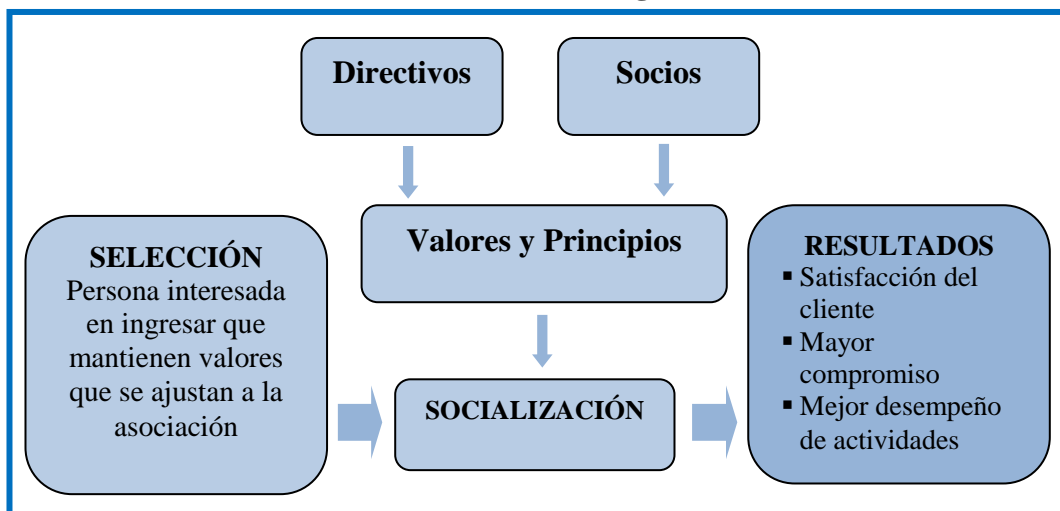 Directivos
Socios
Valores y Principios
SELECCIÓN
Persona interesada
en ingresar que
mantienen valores
que se ajustan a la
asociación
SOCIALIZACIÓN
RESULTADOS
▪ Satisfacción del
cliente
▪ Mayor
compromiso
▪ Mejor desempeño
de actividades